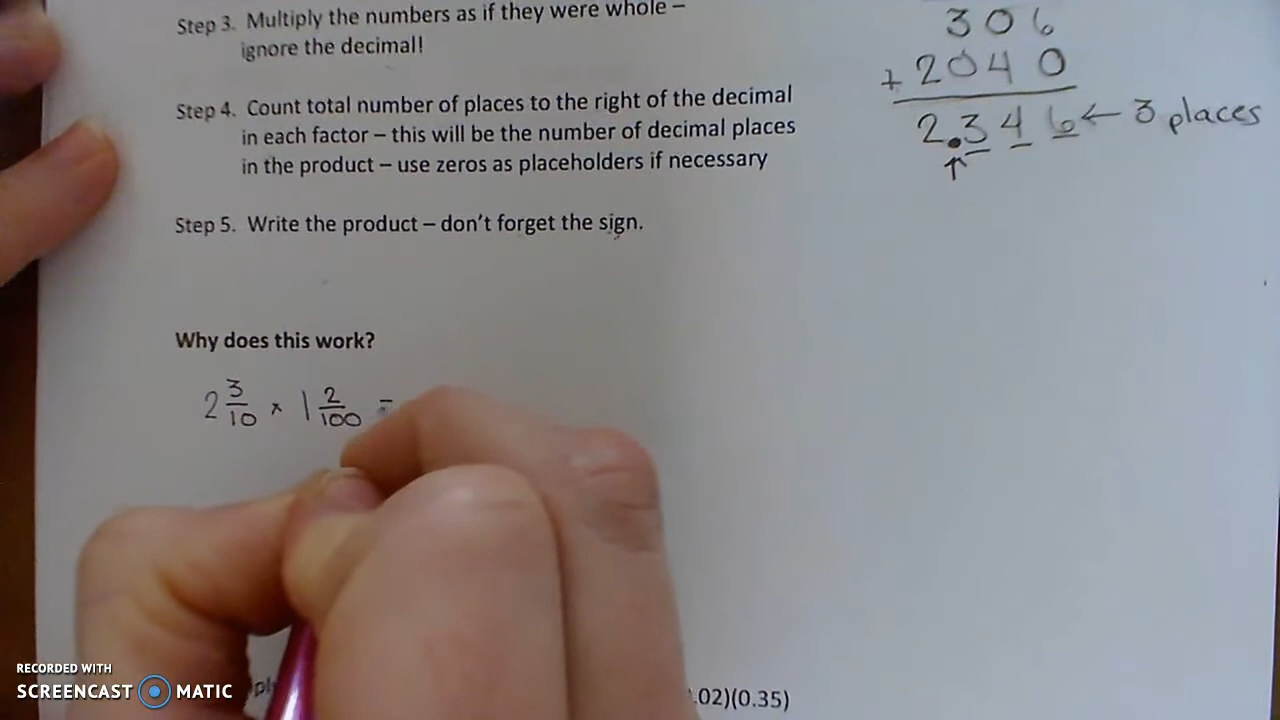 Step 3. Multiply the numbers as if they were whole –
ignore the decimal!
Step 4. Count total number of places to the right of the decimal
in each factor – this will be the number of decimal places
in the product – use zeros as placeholders if necessary
Step 5. Write the product – don't forget the sign.
306
+ 2040
2.346 ← 3 places
↑
Why does this work?
2 3/10 × 1 2/100 =
.02)(0.35)
RECORDED WITH
SCREENCAST MATIC